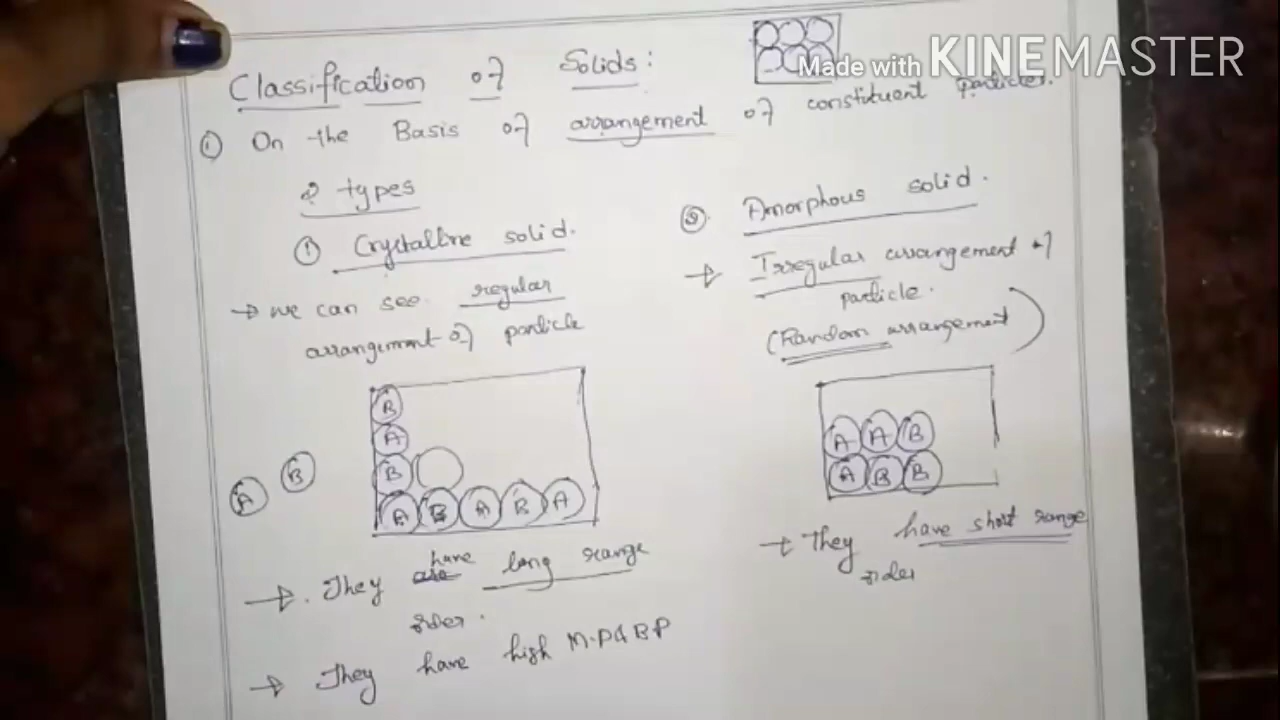 Made with KINEMASTER
Classification of Solids:
① On the Basis of arrangement of constituent particles.
2 types
① Crystalline solid.
→ we can see regular
arrangement of particle
B
A
B
A B
A B A B A
→ They have long range
order.
→ They have high M.P & BP
② Amorphous solid.
→ Irregular arrangement of
particle.
(Random arrangement)
A A B
A B B
→ They have short range
order